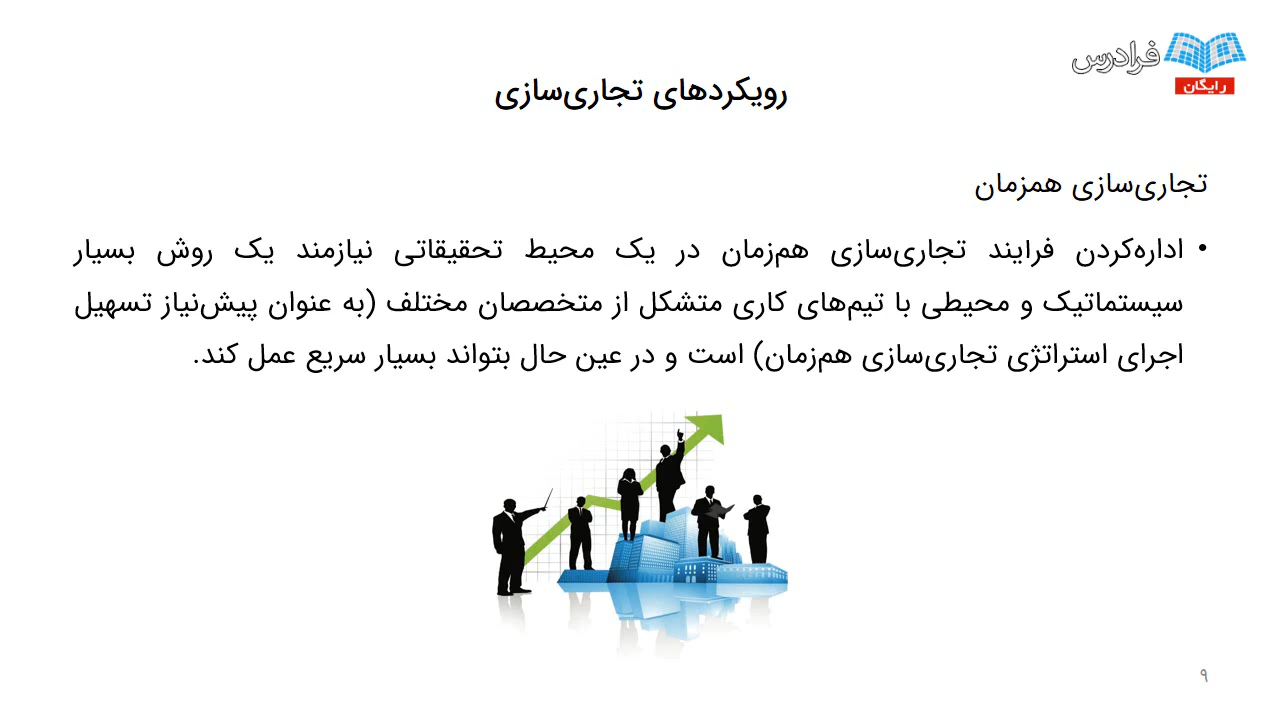 فرادرس
رایگان
رویکردهای تجاری‌سازی
تجاری‌سازی همزمان
• اداره‌کردن فرایند تجاری‌سازی هم‌زمان در یک محیط تحقیقاتی نیازمند یک روش بسیار
سیستماتیک و محیطی با تیم‌های کاری متشکل از متخصصان مختلف (به عنوان پیش‌نیاز تسهیل
اجرای استراتژی تجاری‌سازی هم‌زمان) است و در عین حال بتواند بسیار سریع عمل کند.
۹